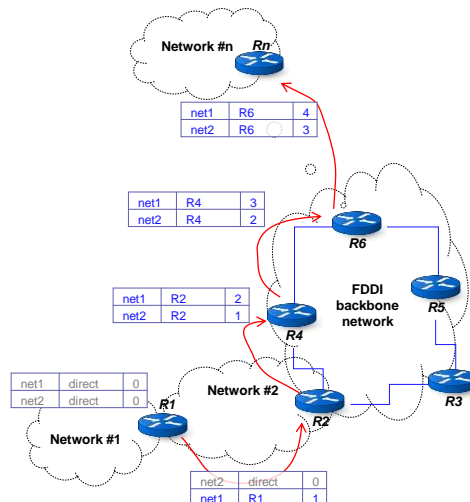 Network #n
Rn
net1 R6 4
net2 R6 3
net1 R4 3
net2 R4 2
R6
FDDI
backbone
network
R5
net1 R2 2
net2 R2 1
R4
R3
net1 direct 0
net2 direct 0
R1
Network #2
R2
Network #1
net2 direct 0
net1 R1 1